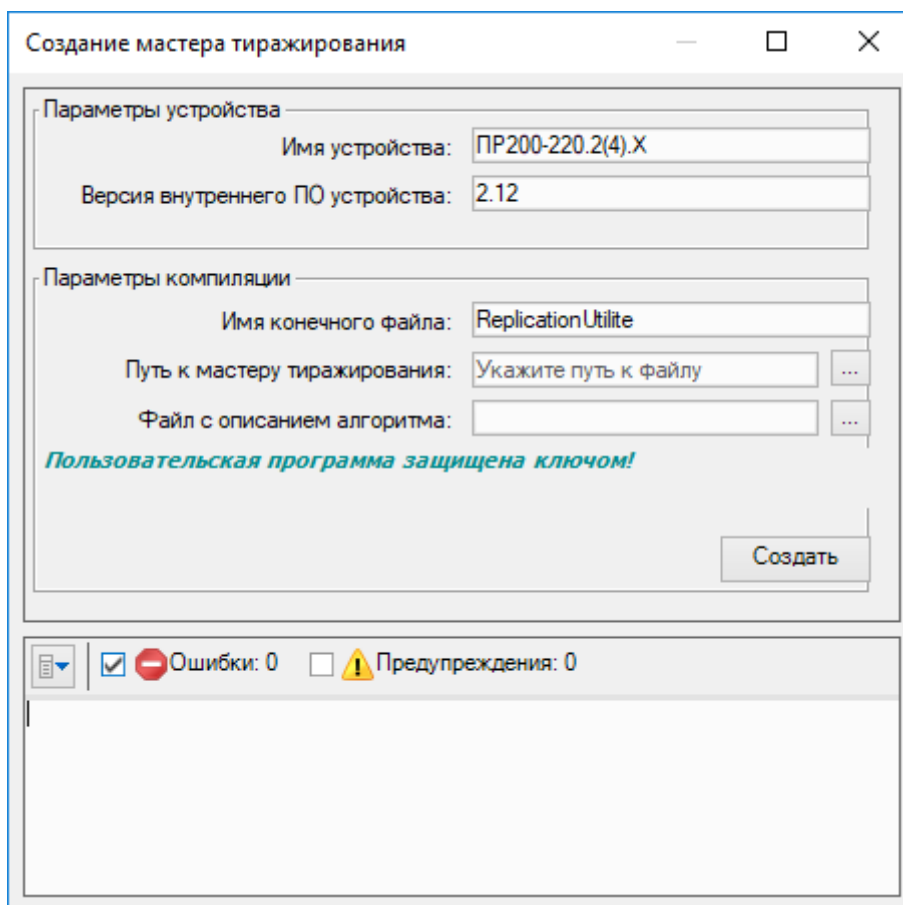 Создание мастера тиражирования
Параметры устройства
Имя устройства: ПР200-220.2(4).X
Версия внутреннего ПО устройства: 2.12
Параметры компиляции
Имя конечного файла: ReplicationUtilite
Путь к мастеру тиражирования: Укажите путь к файлу ...
Файл с описанием алгоритма: ...
Пользовательская программа защищена ключом!
Создать
Ошибки: 0 Предупреждения: 0